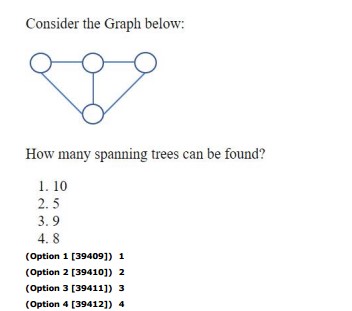 Consider the Graph below:
How many spanning trees can be found?
1. 10
2. 5
3. 9
4. 8
(Option 1 [39409]) 1
(Option 2 [39410]) 2
(Option 3 [39411]) 3
(Option 4 [39412]) 4